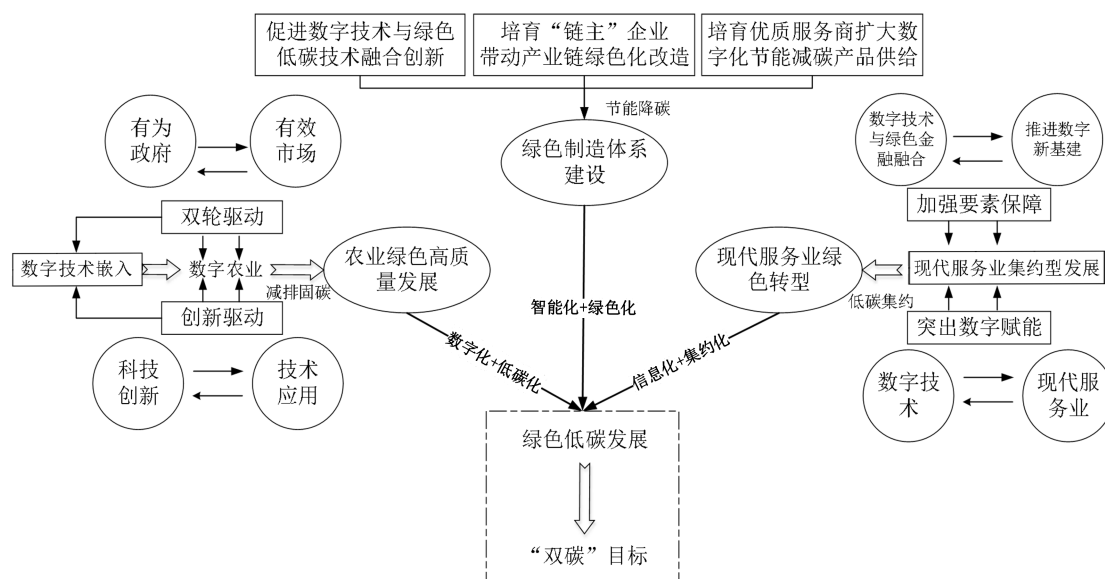 促进数字技术与绿色
低碳技术融合创新
培育“链主”企业
带动产业链绿色化改造
培育优质服务商扩大数
字化节能减碳产品供给
节能降碳
有为
政府
有效
市场
绿色制造体系
建设
数字技术
与绿色金
融融合
推进数字
新基建
双轮驱动
加强要素保障
数字技术嵌入
数字农业
减排固碳
农业绿色高质
量发展
现代服务业绿
色转型
低碳集约
现代服务业集约型发展
创新驱动
突出数字赋能
智能化+绿色化
数字化+低碳化
信息化+集约化
科技
创新
技术
应用
数字技
术
现代服
务业
绿色低碳发展
“双碳”目标